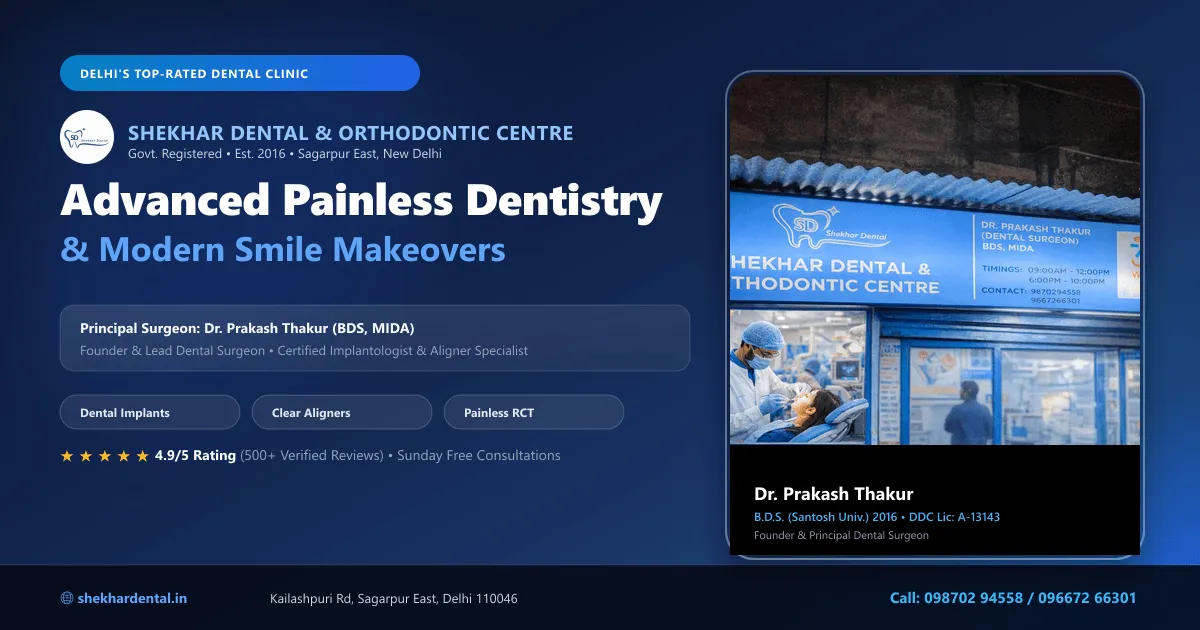 DELHI'S TOP-RATED DENTAL CLINIC
SD
Shekhar Dental
SHEKHAR DENTAL & ORTHODONTIC CENTRE
Govt. Registered • Est. 2016 • Sagarpur East, New Delhi
Advanced Painless Dentistry
& Modern Smile Makeovers
Principal Surgeon: Dr. Prakash Thakur (BDS, MIDA)
Founder & Lead Dental Surgeon • Certified Implantologist & Aligner Specialist
Dental Implants
Clear Aligners
Painless RCT
★ ★ ★ ★ ★ 4.9/5 Rating (500+ Verified Reviews) • Sunday Free Consultations
SD
Shekhar Dental
HEKHAR DENTAL &
THODONTIC CENTRE
DR. PRAKASH THAKUR
(DENTAL SURGEON)
BDS, MIDA
TIMINGS: 09:00AM - 12:00PM
6:00PM - 10:00PM
CONTACT: 9870294558
9667266301
Dr. Prakash Thakur
B.D.S. (Santosh Univ.) 2016 • DDC Lic: A-13143
Founder & Principal Dental Surgeon
shekhardental.in
Kailashpuri Rd, Sagarpur East, Delhi 110046
Call: 098702 94558 / 096672 66301